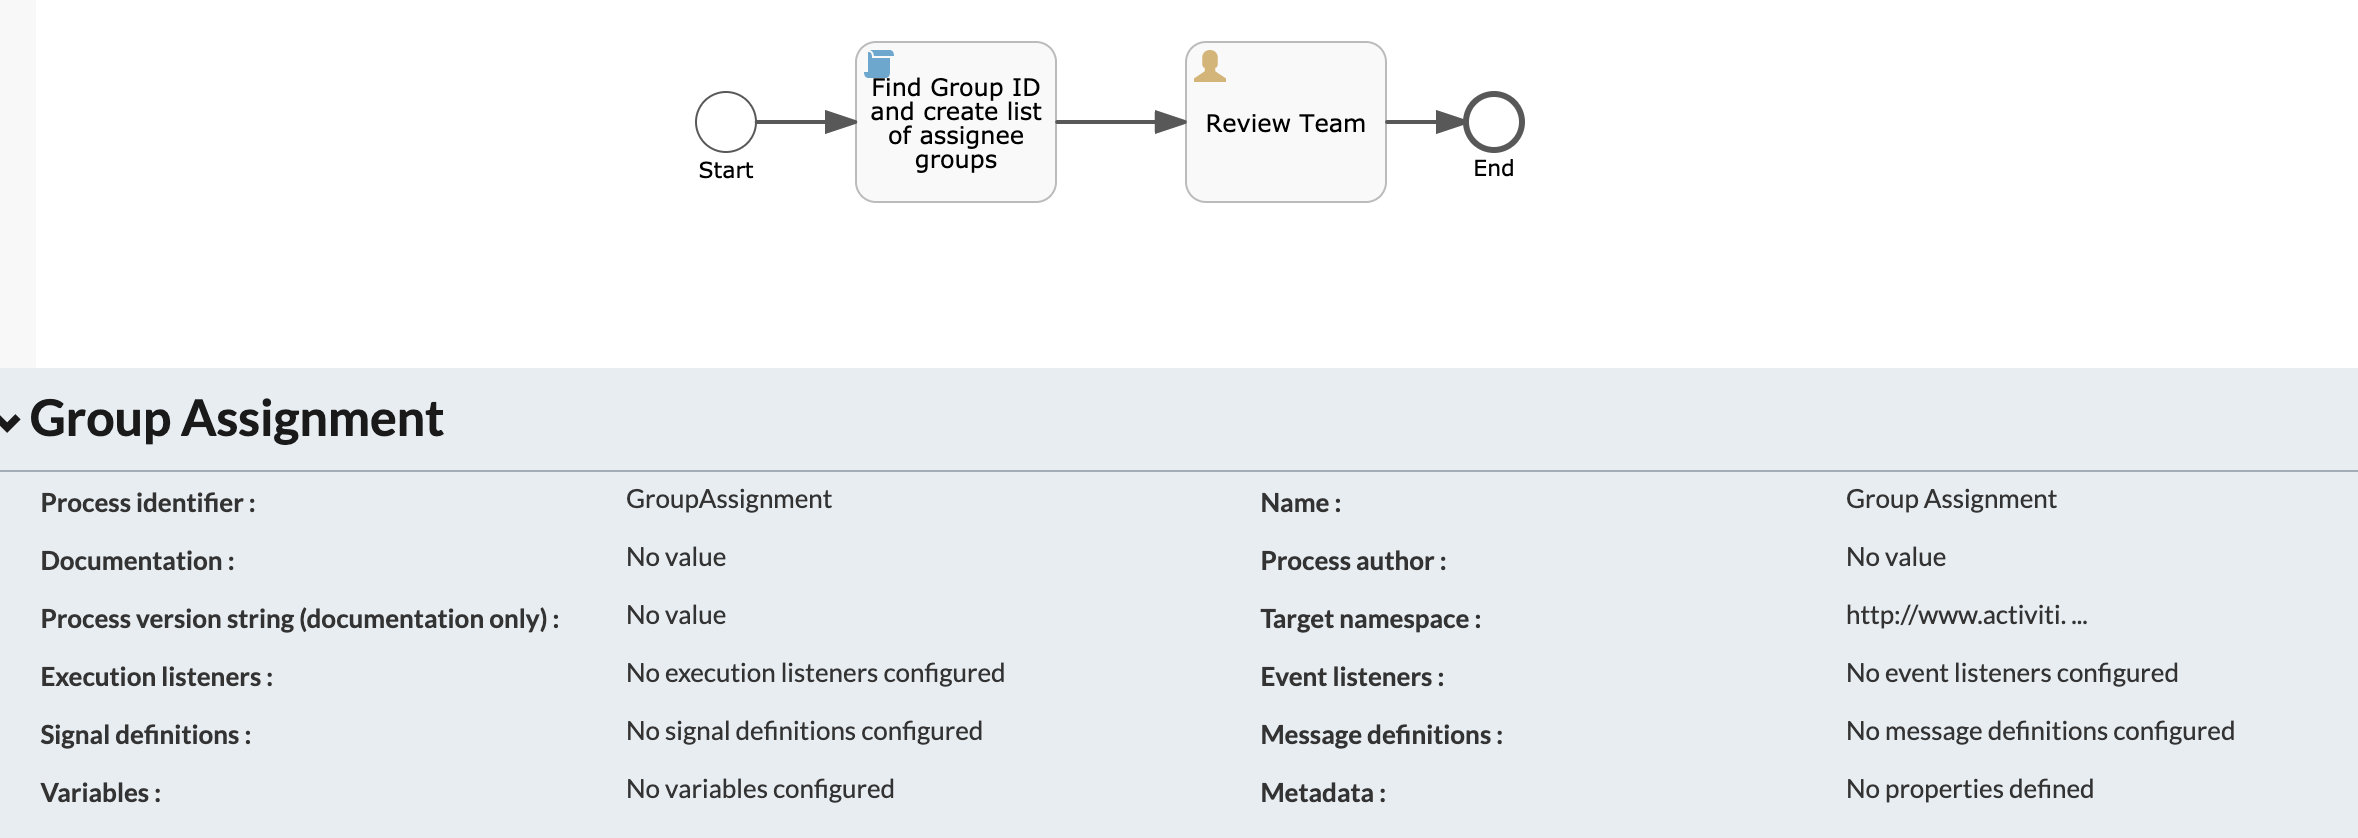 Find Group ID
and create list
of assignee
groups
Review Team
Start
End
Group Assignment
Process identifier : GroupAssignment Name : Group Assignment
Documentation : No value Process author : No value
Process version string (documentation only) : No value Target namespace : http://www.activiti. ...
Execution listeners : No execution listeners configured Event listeners : No event listeners configured
Signal definitions : No signal definitions configured Message definitions : No message definitions configured
Variables : No variables configured Metadata : No properties defined